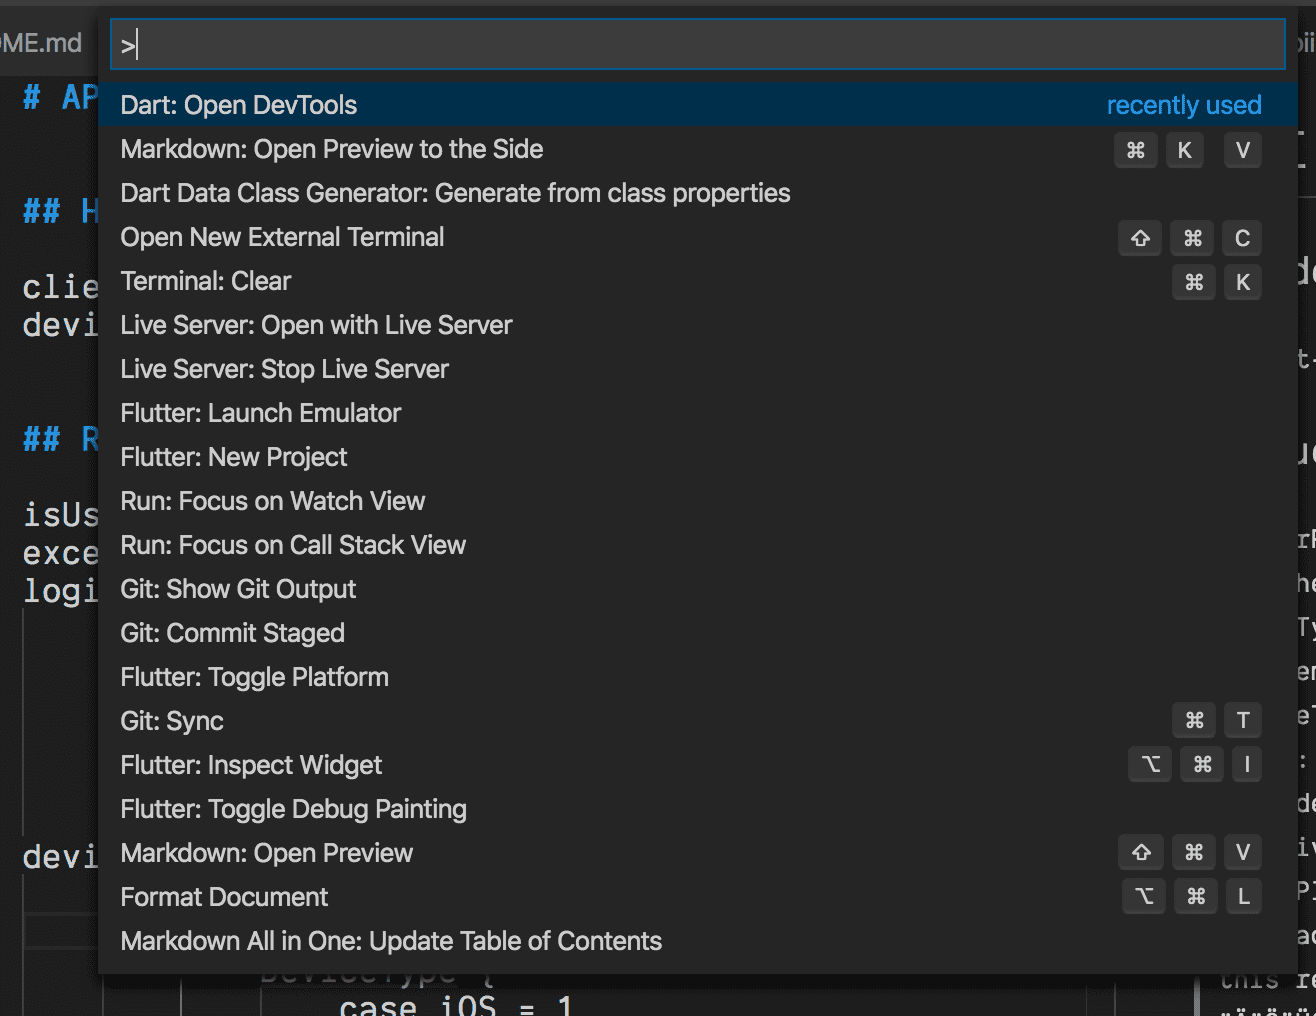 ME.md
>
# AP
Dart: Open DevTools recently used
Markdown: Open Preview to the Side ⌘ K V
Dart Data Class Generator: Generate from class properties
## H
Open New External Terminal ⇧ ⌘ C
clie
Terminal: Clear ⌘ K
devi
Live Server: Open with Live Server
Live Server: Stop Live Server
Flutter: Launch Emulator
## R
Flutter: New Project
isUs
Run: Focus on Watch View
exce
Run: Focus on Call Stack View
logi
Git: Show Git Output
Git: Commit Staged
Flutter: Toggle Platform
Git: Sync ⌘ T
Flutter: Inspect Widget ⌥ ⌘ I
Flutter: Toggle Debug Painting
devi
Markdown: Open Preview ⇧ ⌘ V
Format Document ⌥ ⌘ L
Markdown All in One: Update Table of Contents
DeviceType {
this re
case iOS = 1